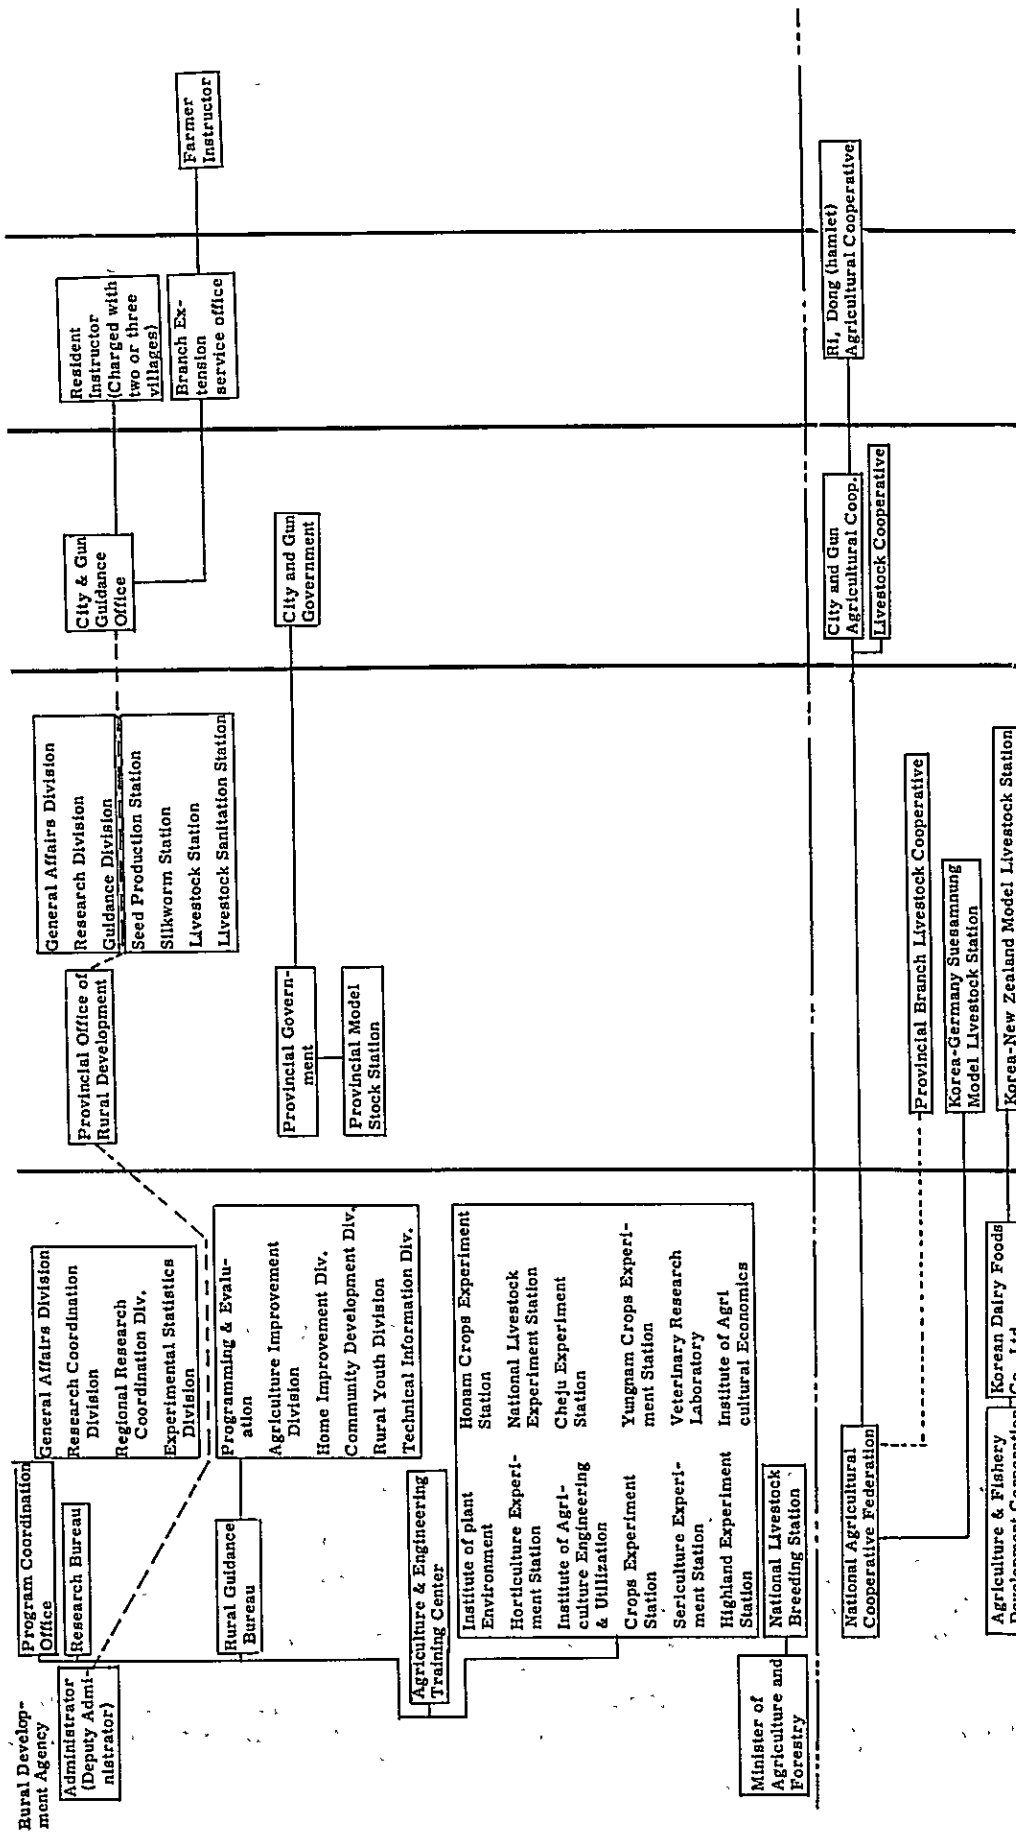 Rural Develop-
ment Agency
Administrator
(Deputy Admi-
nistrator)
Program Coordination
Office
Research Bureau
General Affairs Division
Research Coordination
Division
Regional Research
Coordination Div.
Experimental Statistics
Division
Rural Guidance
Bureau
Programming & Evalu-
ation
Agriculture Improvement
Division
Home Improvement Div.
Community Development Div.
Rural Youth Division
Technical Information Div.
Agriculture & Engineering
Training Center
Institute of plant
Environment
Horticulture Experi-
ment Station
Institute of Agri-
culture Engineering
& Utilization
Crops Experiment
Station
Sericulture Experi-
ment Station
Highland Experiment
Station
Honam Crops Experiment
Station
National Livestock
Experiment Station
Cheju Experiment
Station
Yungnam Crops Experi-
ment Station
Veterinary Research
Laboratory
Institute of Agri
cultural Economics
Minister of
Agriculture and
Forestry
National Livestock
Breeding Station
Provincial Office of
Rural Development
General Affairs Division
Research Division
Guidance Division
Seed Production Station
Silkworm Station
Livestock Station
Livestock Sanitation Station
Provincial Govern-
ment
Provincial Model
Stock Station
City & Gun
Guidance
Office
City and Gun
Government
Resident
Instructor
(Charged with
two or three
villages)
Branch Ex-
tension
service office
Farmer
Instructor
National Agricultural
Cooperative Federation
City and Gun
Agricultural Coop.
Livestock Cooperative
Ri, Dong (hamlet)
Agricultural Cooperative
Provincial Branch Livestock Cooperative
Korea-Germany Suesamnung
Model Livestock Station
Agriculture & Fishery
Development Corporation
Korean Dairy Foods
Co., Ltd.
Korea-New Zealand Model Livestock Station